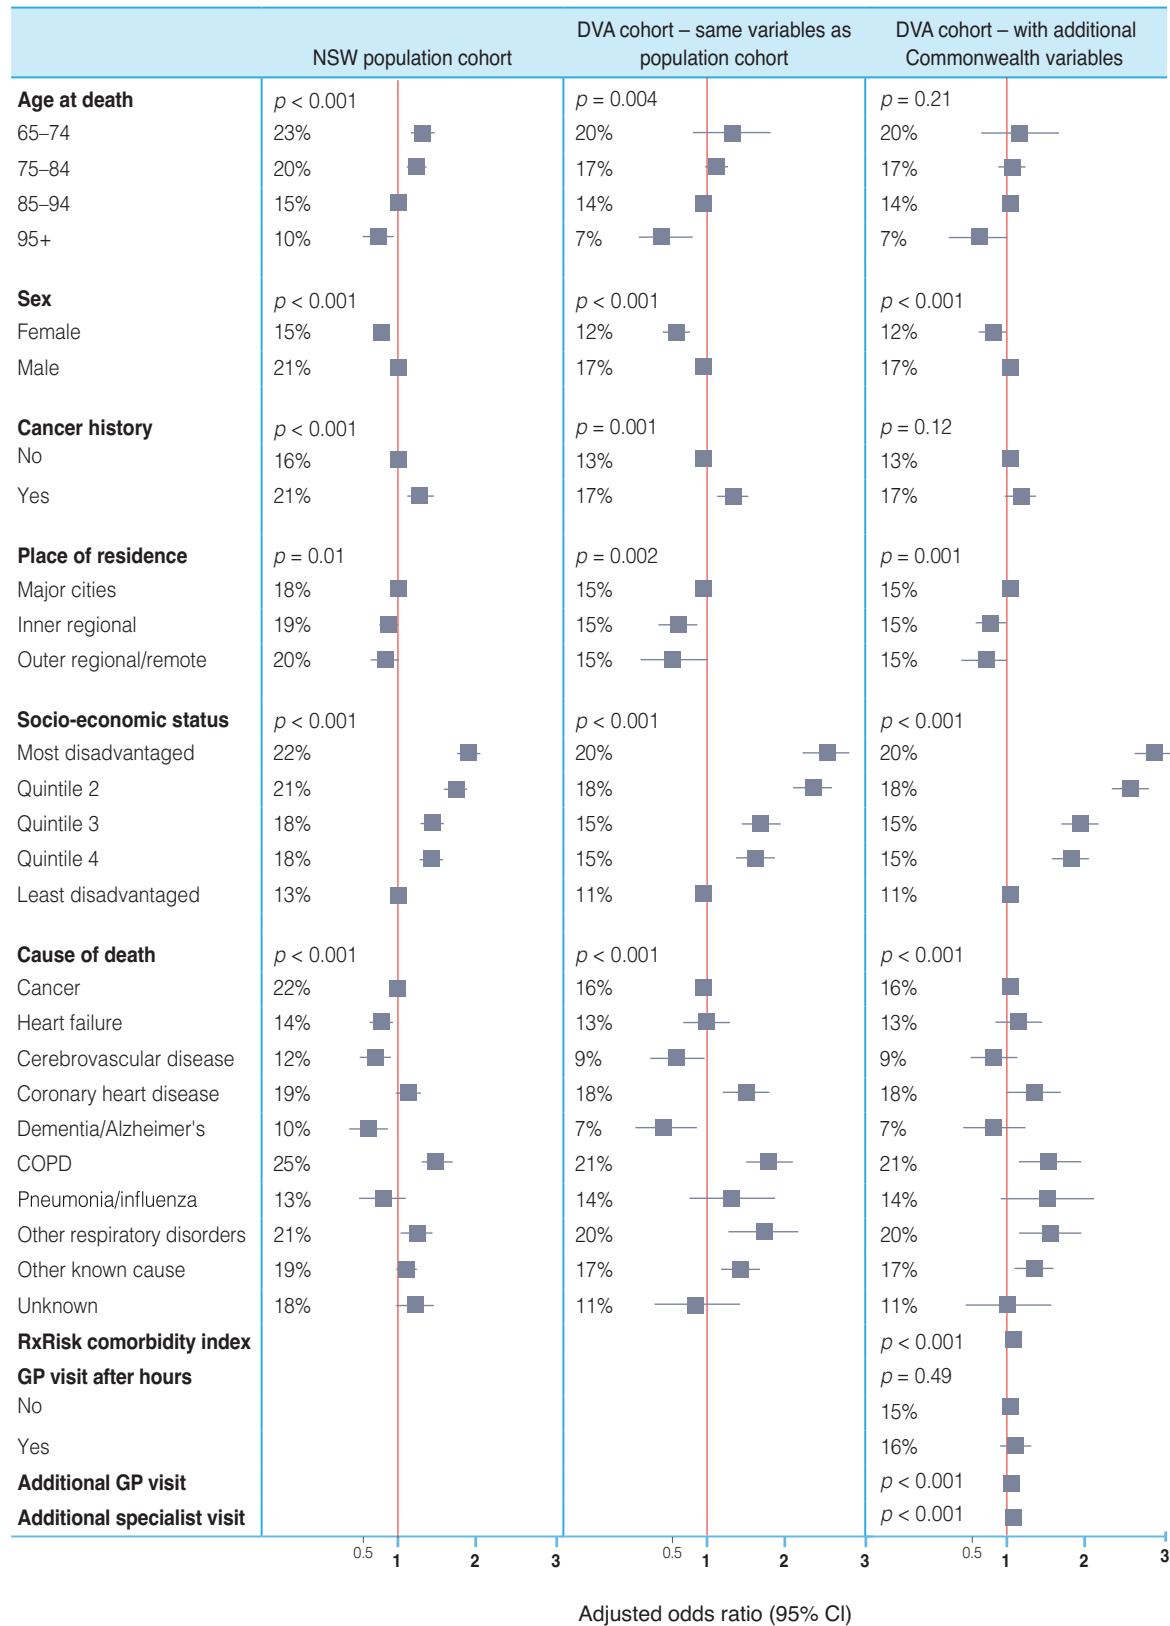 NSW population cohort
DVA cohort – same variables as
population cohort
DVA cohort – with additional
Commonwealth variables
Age at death p < 0.001 p = 0.004 p = 0.21
65–74 23% 20% 20%
75–84 20% 17% 17%
85–94 15% 14% 14%
95+ 10% 7% 7%
Sex p < 0.001 p < 0.001 p < 0.001
Female 15% 12% 12%
Male 21% 17% 17%
Cancer history p < 0.001 p = 0.001 p = 0.12
No 16% 13% 13%
Yes 21% 17% 17%
Place of residence p = 0.01 p = 0.002 p = 0.001
Major cities 18% 15% 15%
Inner regional 19% 15% 15%
Outer regional/remote 20% 15% 15%
Socio-economic status p < 0.001 p < 0.001 p < 0.001
Most disadvantaged 22% 20% 20%
Quintile 2 21% 18% 18%
Quintile 3 18% 15% 15%
Quintile 4 18% 15% 15%
Least disadvantaged 13% 11% 11%
Cause of death p < 0.001 p < 0.001 p < 0.001
Cancer 22% 16% 16%
Heart failure 14% 13% 13%
Cerebrovascular disease 12% 9% 9%
Coronary heart disease 19% 18% 18%
Dementia/Alzheimer's 10% 7% 7%
COPD 25% 21% 21%
Pneumonia/influenza 13% 14% 14%
Other respiratory disorders 21% 20% 20%
Other known cause 19% 17% 17%
Unknown 18% 11% 11%
RxRisk comorbidity index p < 0.001
GP visit after hours p = 0.49
No 15%
Yes 16%
Additional GP visit p < 0.001
Additional specialist visit p < 0.001
0.5 1 2 3 0.5 1 2 3 0.5 1 2 3
Adjusted odds ratio (95% CI)